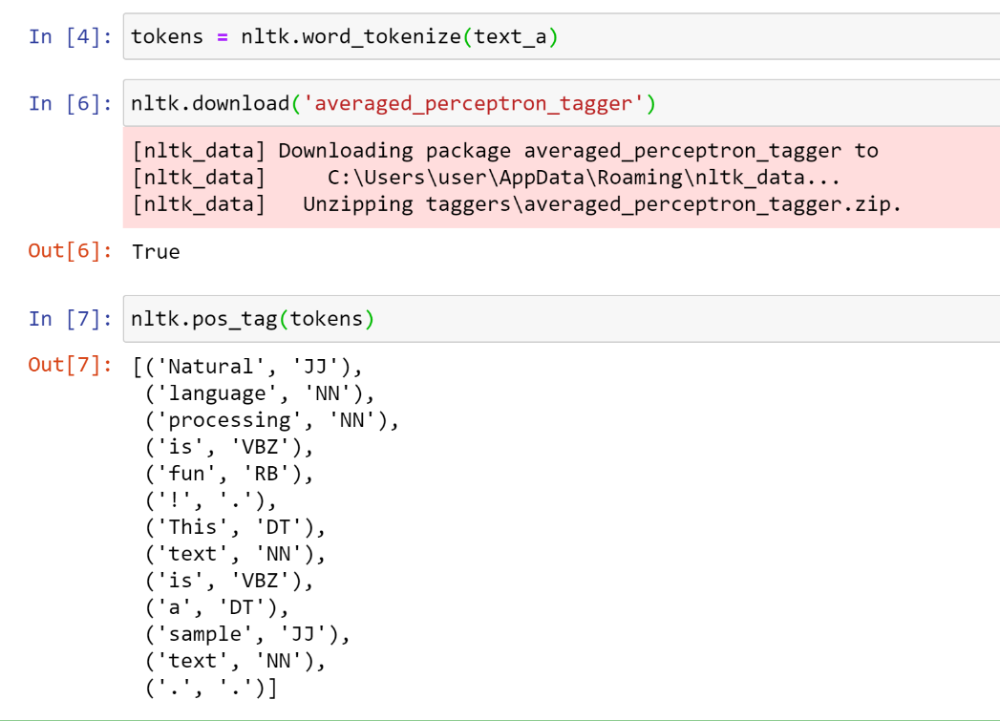 In [4]: tokens = nltk.word_tokenize(text_a)
In [6]: nltk.download('averaged_perceptron_tagger')
[nltk_data] Downloading package averaged_perceptron_tagger to
[nltk_data]     C:\Users\user\AppData\Roaming\nltk_data...
[nltk_data]   Unzipping taggers\averaged_perceptron_tagger.zip.
Out[6]: True
In [7]: nltk.pos_tag(tokens)
Out[7]: [('Natural', 'JJ'),
('language', 'NN'),
('processing', 'NN'),
('is', 'VBZ'),
('fun', 'RB'),
('!', '.'),
('This', 'DT'),
('text', 'NN'),
('is', 'VBZ'),
('a', 'DT'),
('sample', 'JJ'),
('text', 'NN'),
('.', '.')]